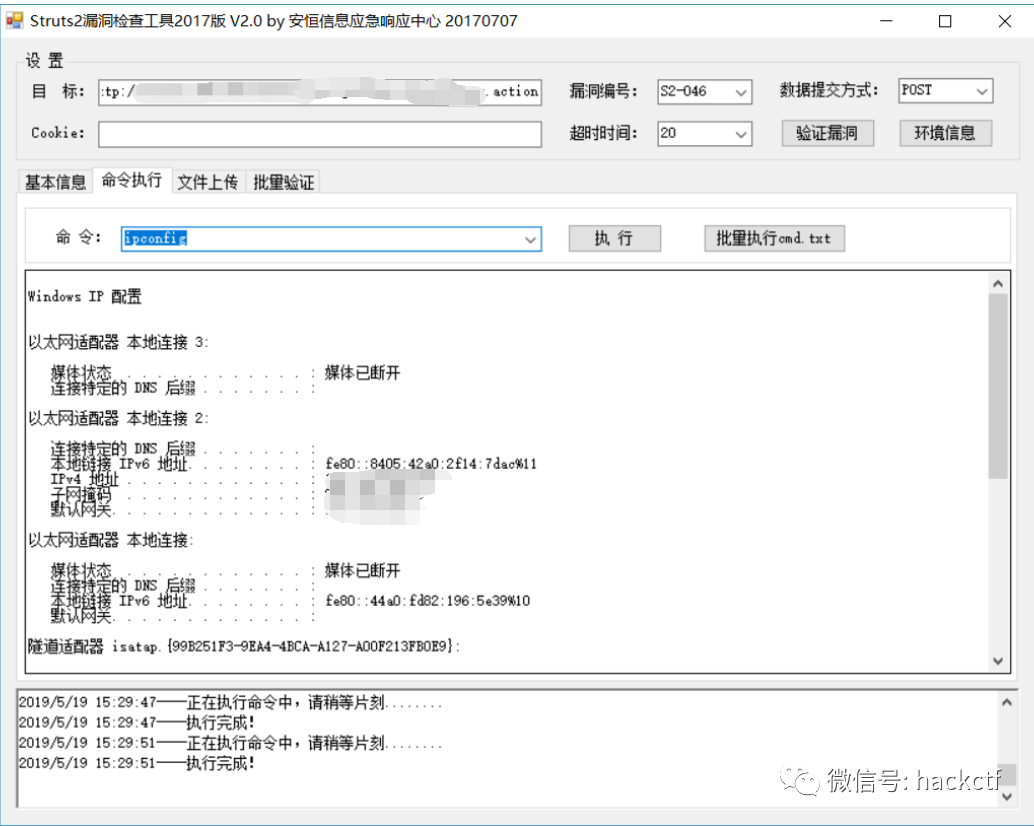 Struts2漏洞检查工具2017版 V2.0 by 安恒信息应急响应中心 20170707
设 置
目 标: :tp:/ .action 漏洞编号: S2-046 数据提交方式: POST
Cookie: 超时时间: 20 验证漏洞 环境信息
基本信息 命令执行 文件上传 批量验证
命 令: ipconfig 执 行 批量执行cmd.txt
Windows IP 配置
以太网适配器 本地连接 3:
媒体状态 . . . . . . . . . . . . : 媒体已断开
连接特定的 DNS 后缀 . . . . . . . :
以太网适配器 本地连接 2:
连接特定的 DNS 后缀 . . . . . . . :
本地链接 IPv6 地址. . . . . . . . : fe80::8405:42a0:2f14:7dac%11
IPv4 地址 . . . . . . . . . . . . :
子网掩码 . . . . . . . . . . . . :
默认网关. . . . . . . . . . . . . :
以太网适配器 本地连接:
媒体状态 . . . . . . . . . . . . : 媒体已断开
连接特定的 DNS 后缀 . . . . . . . :
本地链接 IPv6 地址. . . . . . . . : fe80::44a0:fd82:196:5e39%10
默认网关. . . . . . . . . . . . . :
隧道适配器 isatap.{99B251F3-9EA4-4BCA-A127-A00F213FB0E9}:
2019/5/19 15:29:47——正在执行命令中，请稍等片刻........
2019/5/19 15:29:47——执行完成!
2019/5/19 15:29:51——正在执行命令中，请稍等片刻........
2019/5/19 15:29:51——执行完成!
微信号: hackctf